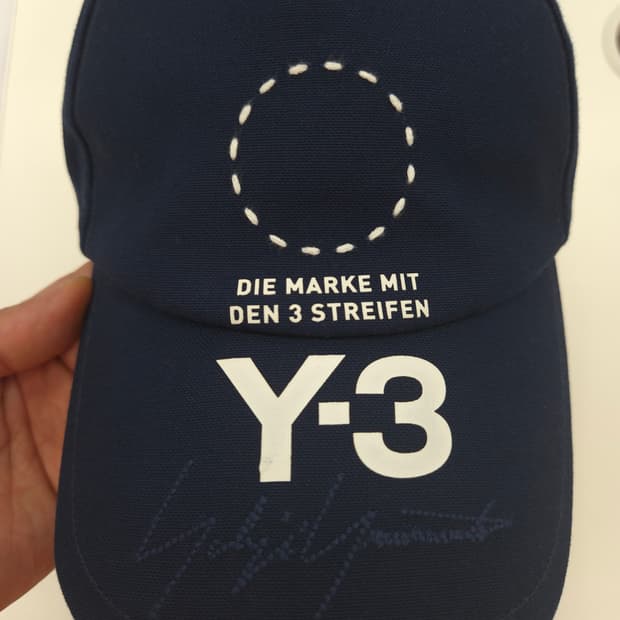 DIE MARKE MIT
DEN 3 STREIFEN
Y-3